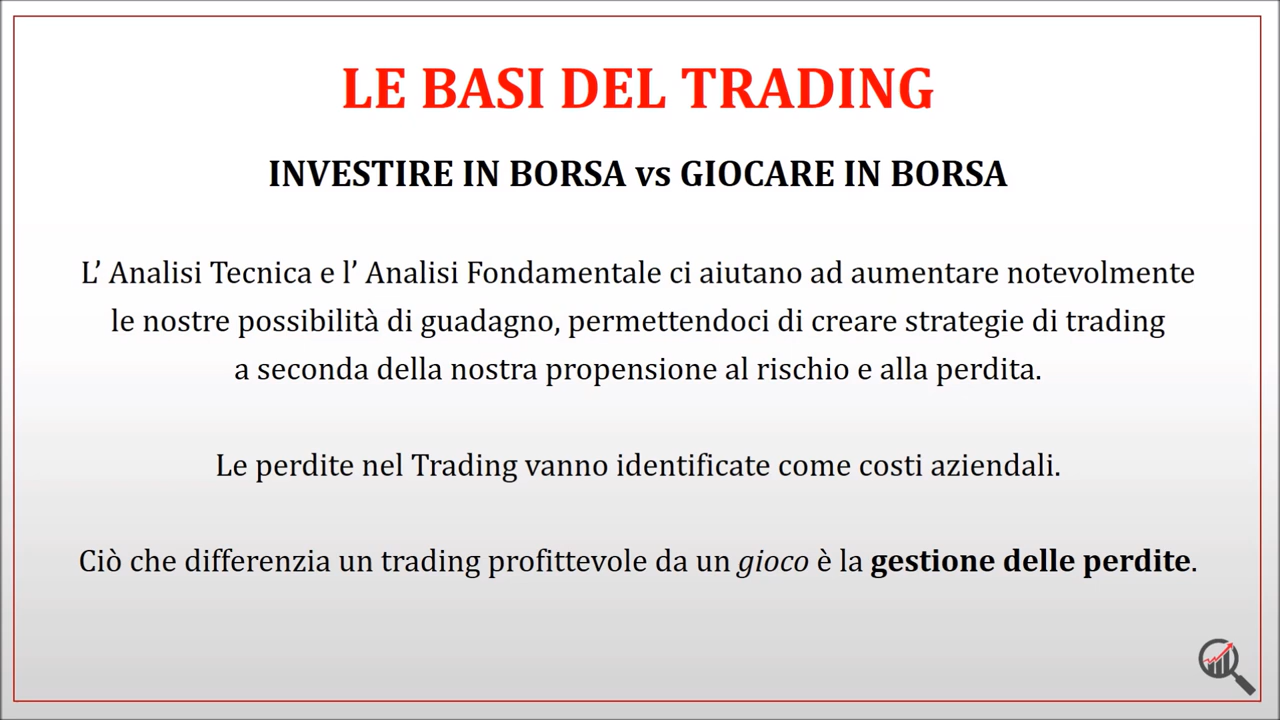 LE BASI DEL TRADING
INVESTIRE IN BORSA vs GIOCARE IN BORSA
L’ Analisi Tecnica e l’ Analisi Fondamentale ci aiutano ad aumentare notevolmente
le nostre possibilità di guadagno, permettendoci di creare strategie di trading
a seconda della nostra propensione al rischio e alla perdita.
Le perdite nel Trading vanno identificate come costi aziendali.
Ciò che differenzia un trading profittevole da un gioco è la gestione delle perdite.